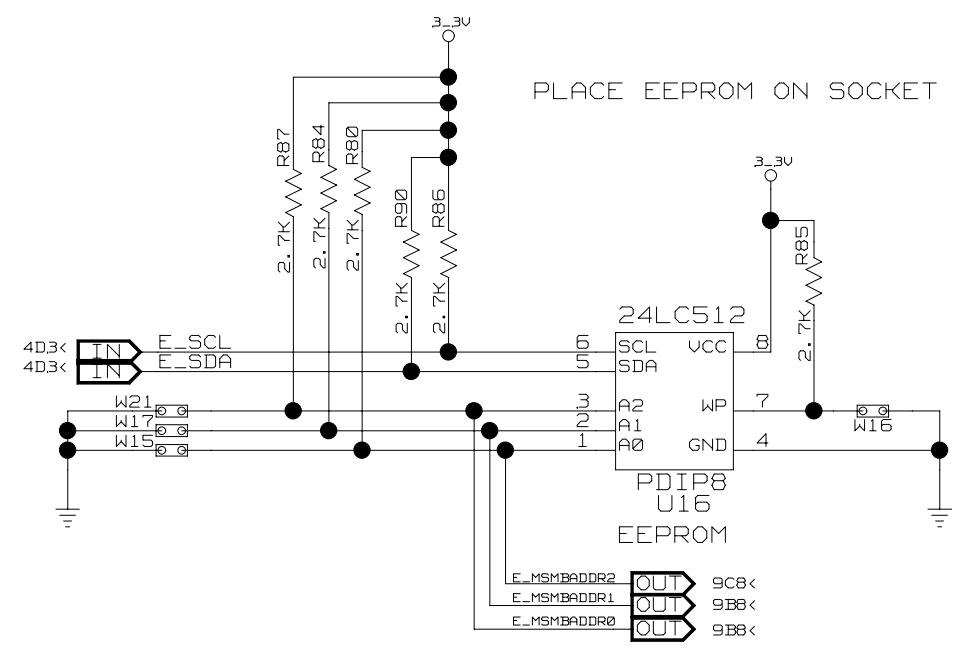 3_3V
PLACE EEPROM ON SOCKET
R87
R84
R80
3_3V
R90
R86
R85
2.7K
2.7K
2.7K
2.7K
2.7K
2.7K
24LC512
4D3< IN E_SCL 6 SCL VCC 8
4D3< IN E_SDA 5 SDA
W21 3 A2 WP 7
W17 2 A1 W16
W15 1 A0 GND 4
PDIP8
U16
EEPROM
E_MSMBADDR2 OUT 9C8<
E_MSMBADDR1 OUT 9B8<
E_MSMBADDR0 OUT 9B8<